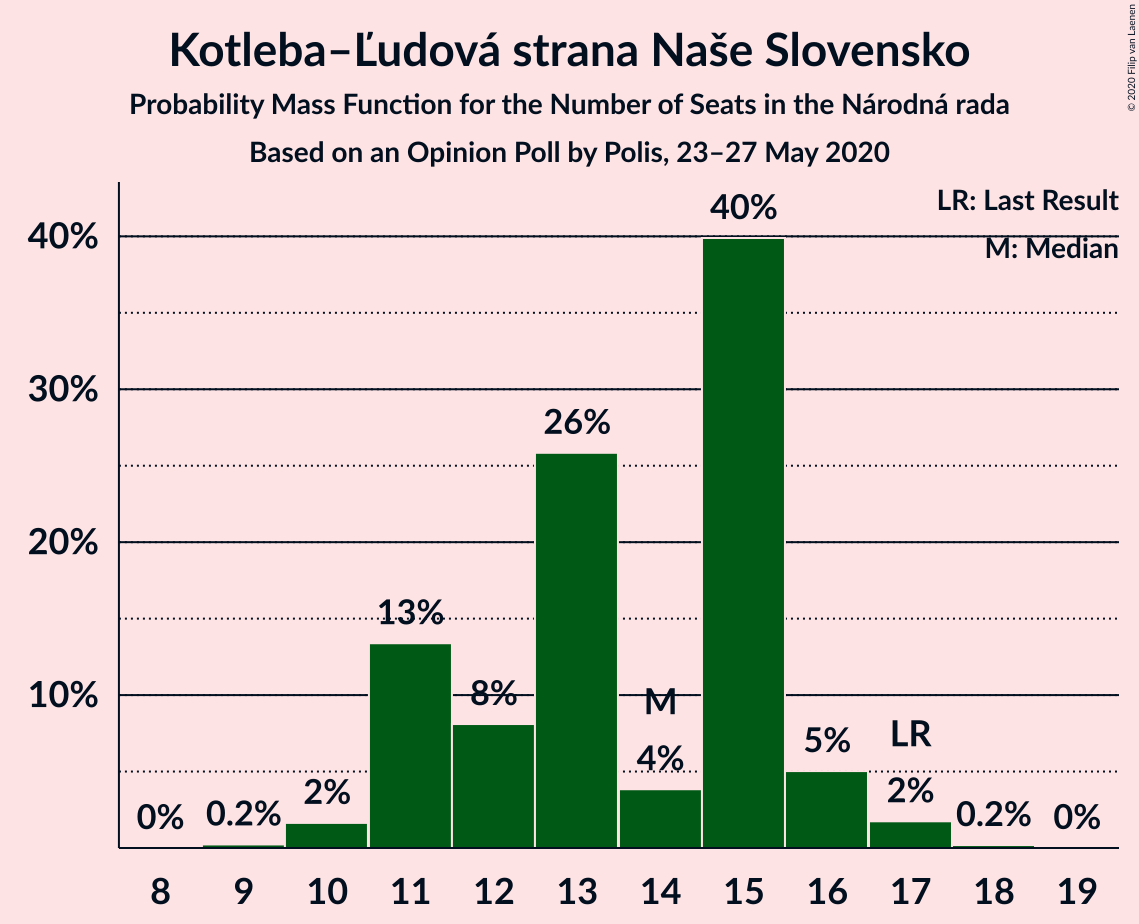 Kotleba–Ľudová strana Naše Slovensko
Probability Mass Function for the Number of Seats in the Národná rada
Based on an Opinion Poll by Polis, 23–27 May 2020
© 2020 Filip van Laenen
LR: Last Result
M: Median
40%
30%
20%
10%
0%
0.2%
2%
13%
8%
26%
M
4%
40%
5%
LR
2%
0.2%
0%
8 9 10 11 12 13 14 15 16 17 18 19